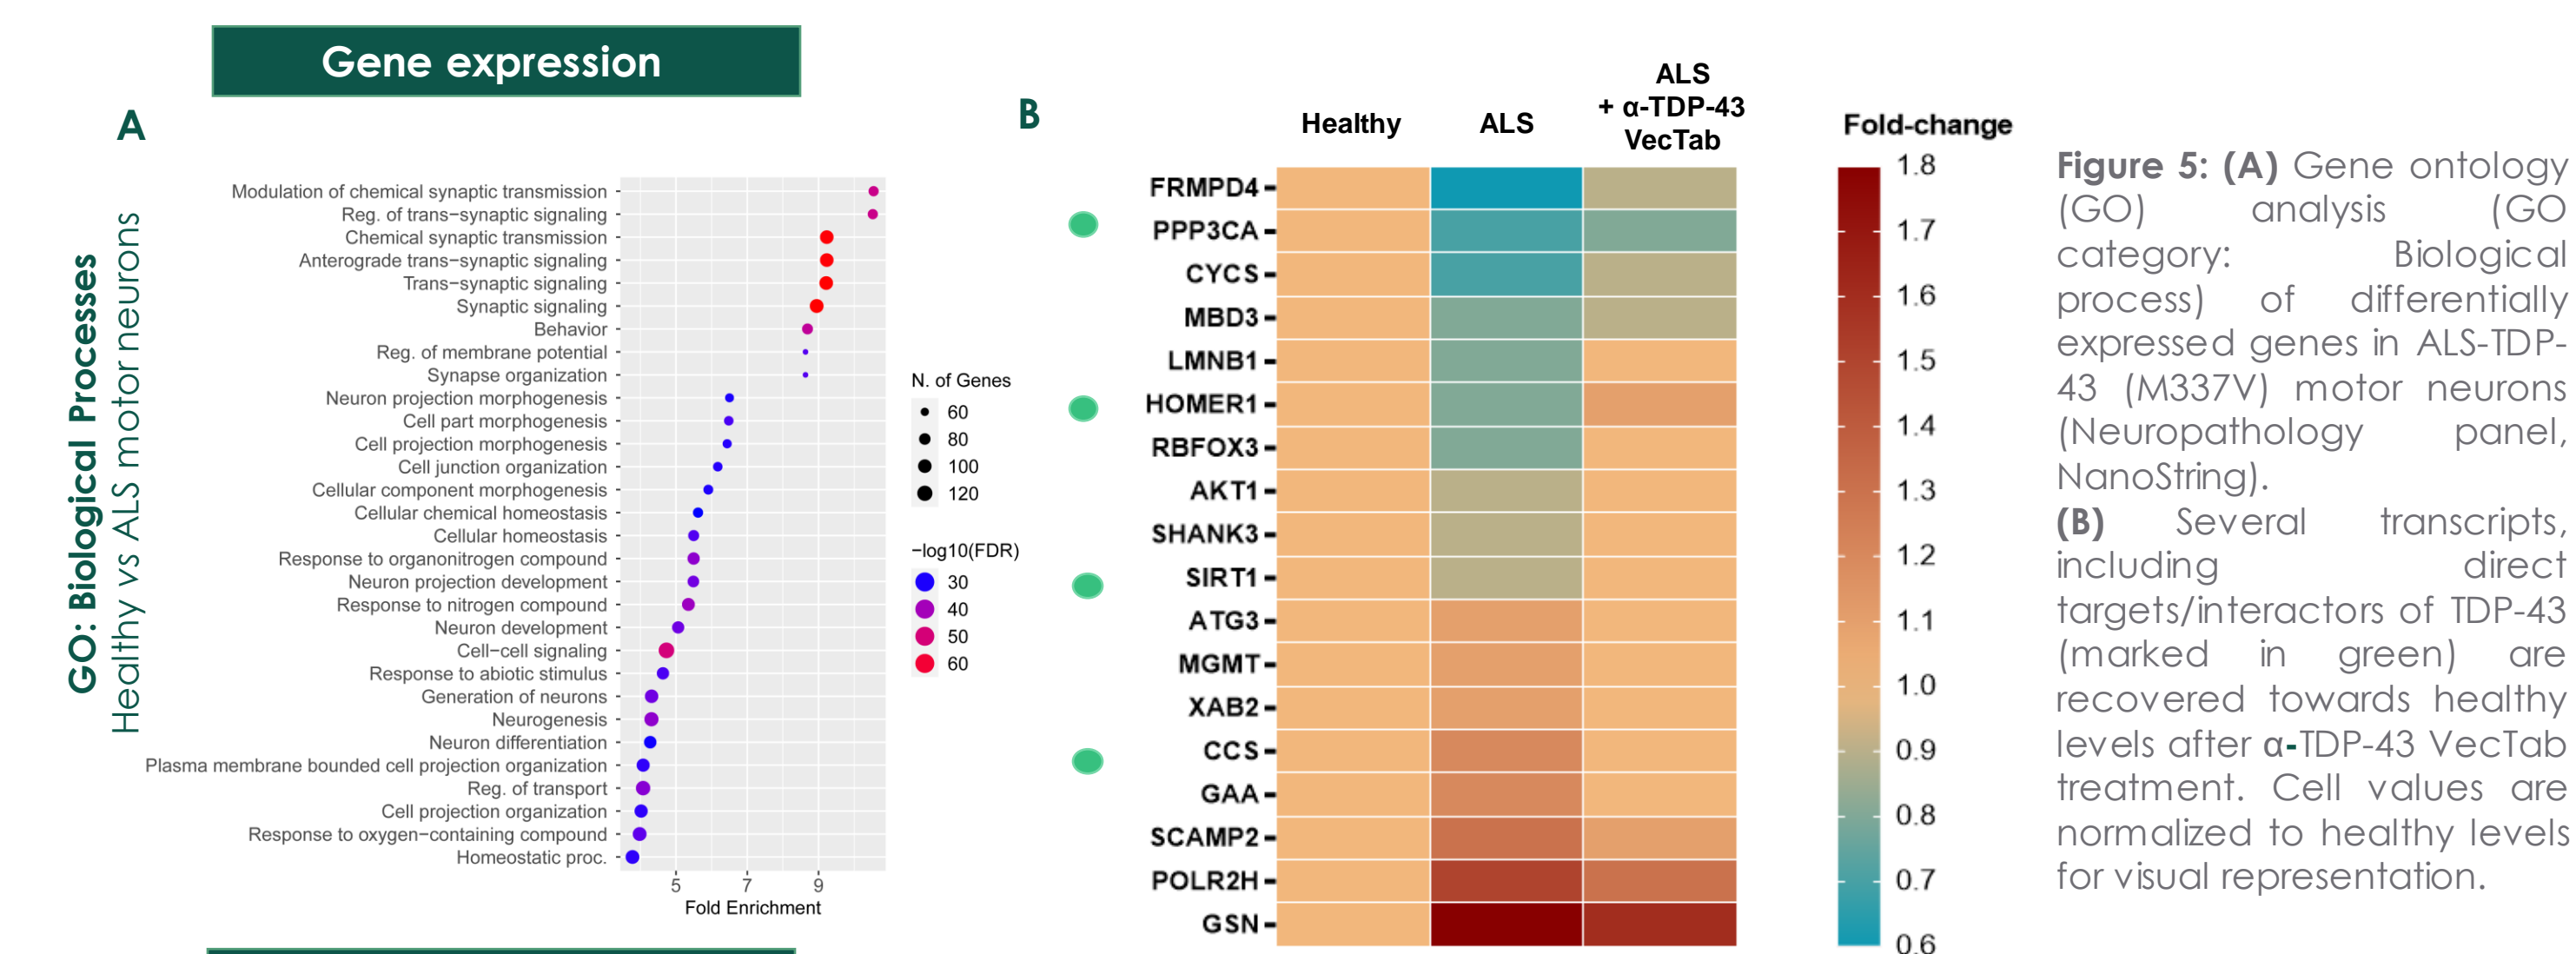 Gene expression
A
GO: Biological Processes
Healthy vs ALS motor neurons
Modulation of chemical synaptic transmission
Reg. of trans−synaptic signaling
Chemical synaptic transmission
Anterograde trans−synaptic signaling
Trans−synaptic signaling
Synaptic signaling
Behavior
Reg. of membrane potential
Synapse organization
Neuron projection morphogenesis
Cell part morphogenesis
Cell projection morphogenesis
Cell junction organization
Cellular component morphogenesis
Cellular chemical homeostasis
Cellular homeostasis
Response to organonitrogen compound
Neuron projection development
Response to nitrogen compound
Neuron development
Cell−cell signaling
Response to abiotic stimulus
Generation of neurons
Neurogenesis
Neuron differentiation
Plasma membrane bounded cell projection organization
Reg. of transport
Cell projection organization
Response to oxygen−containing compound
Homeostatic proc.
5 7 9
Fold Enrichment
N. of Genes
60
80
100
120
−log10(FDR)
30
40
50
60
B
Healthy
ALS
ALS
+ α-TDP-43
VecTab
FRMPD4
PPP3CA
CYCS
MBD3
LMNB1
HOMER1
RBFOX3
AKT1
SHANK3
SIRT1
ATG3
MGMT
XAB2
CCS
GAA
SCAMP2
POLR2H
GSN
Fold-change
1.8
1.7
1.6
1.5
1.4
1.3
1.2
1.1
1.0
0.9
0.8
0.7
0.6
Figure 5: (A) Gene ontology
(GO) analysis (GO
category: Biological
process) of differentially
expressed genes in ALS-TDP-
43 (M337V) motor neurons
(Neuropathology panel,
NanoString).
(B) Several transcripts,
including direct
targets/interactors of TDP-43
(marked in green) are
recovered towards healthy
levels after α-TDP-43 VecTab
treatment. Cell values are
normalized to healthy levels
for visual representation.